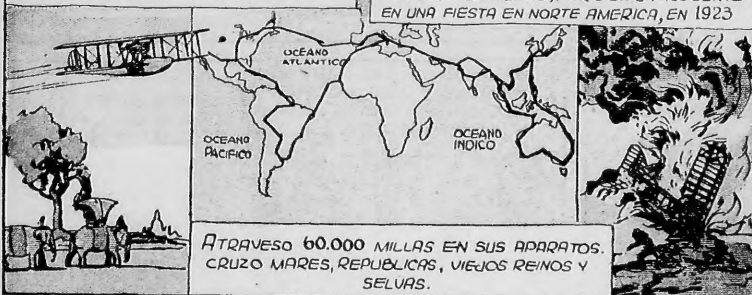 EN UNA FIESTA EN NORTE AMERICA, EN 1923
OCÉANO
ATLANTICO
OCEANO
PACIFICO
OCEANO
INDICO
ATRAVESO 60.000 MILLAS EN SUS APARATOS.
CRUZO MARES, REPUBLICAS, VIEJOS REINOS Y
SELVAS.